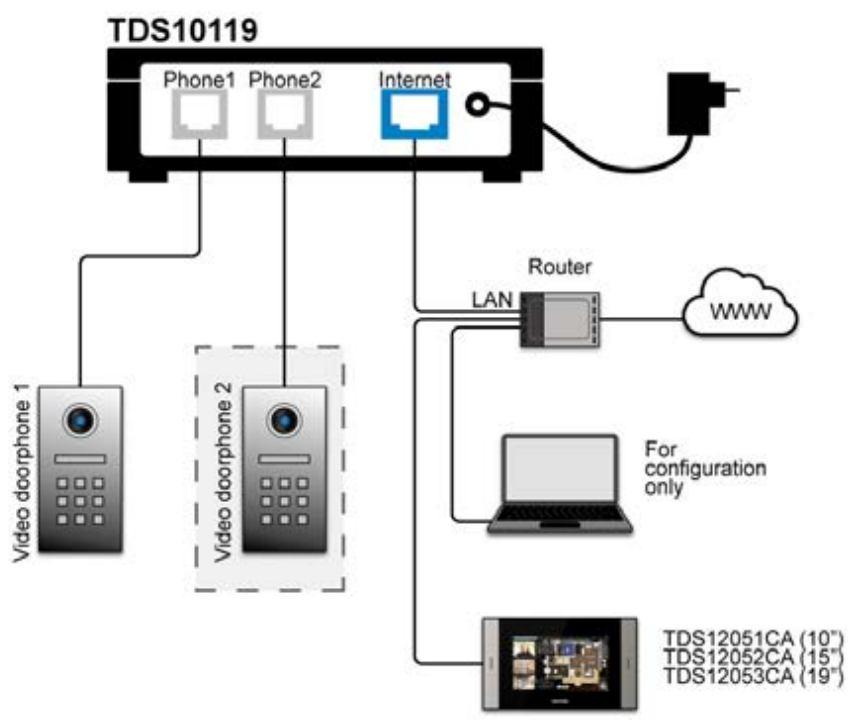 TDS10119
Phone1 Phone2 Internet
Router
LAN
WWW
Video doorphone 1
Video doorphone 2
For
configuration
only
TDS12051CA (10")
TDS12052CA (15")
TDS12053CA (19")